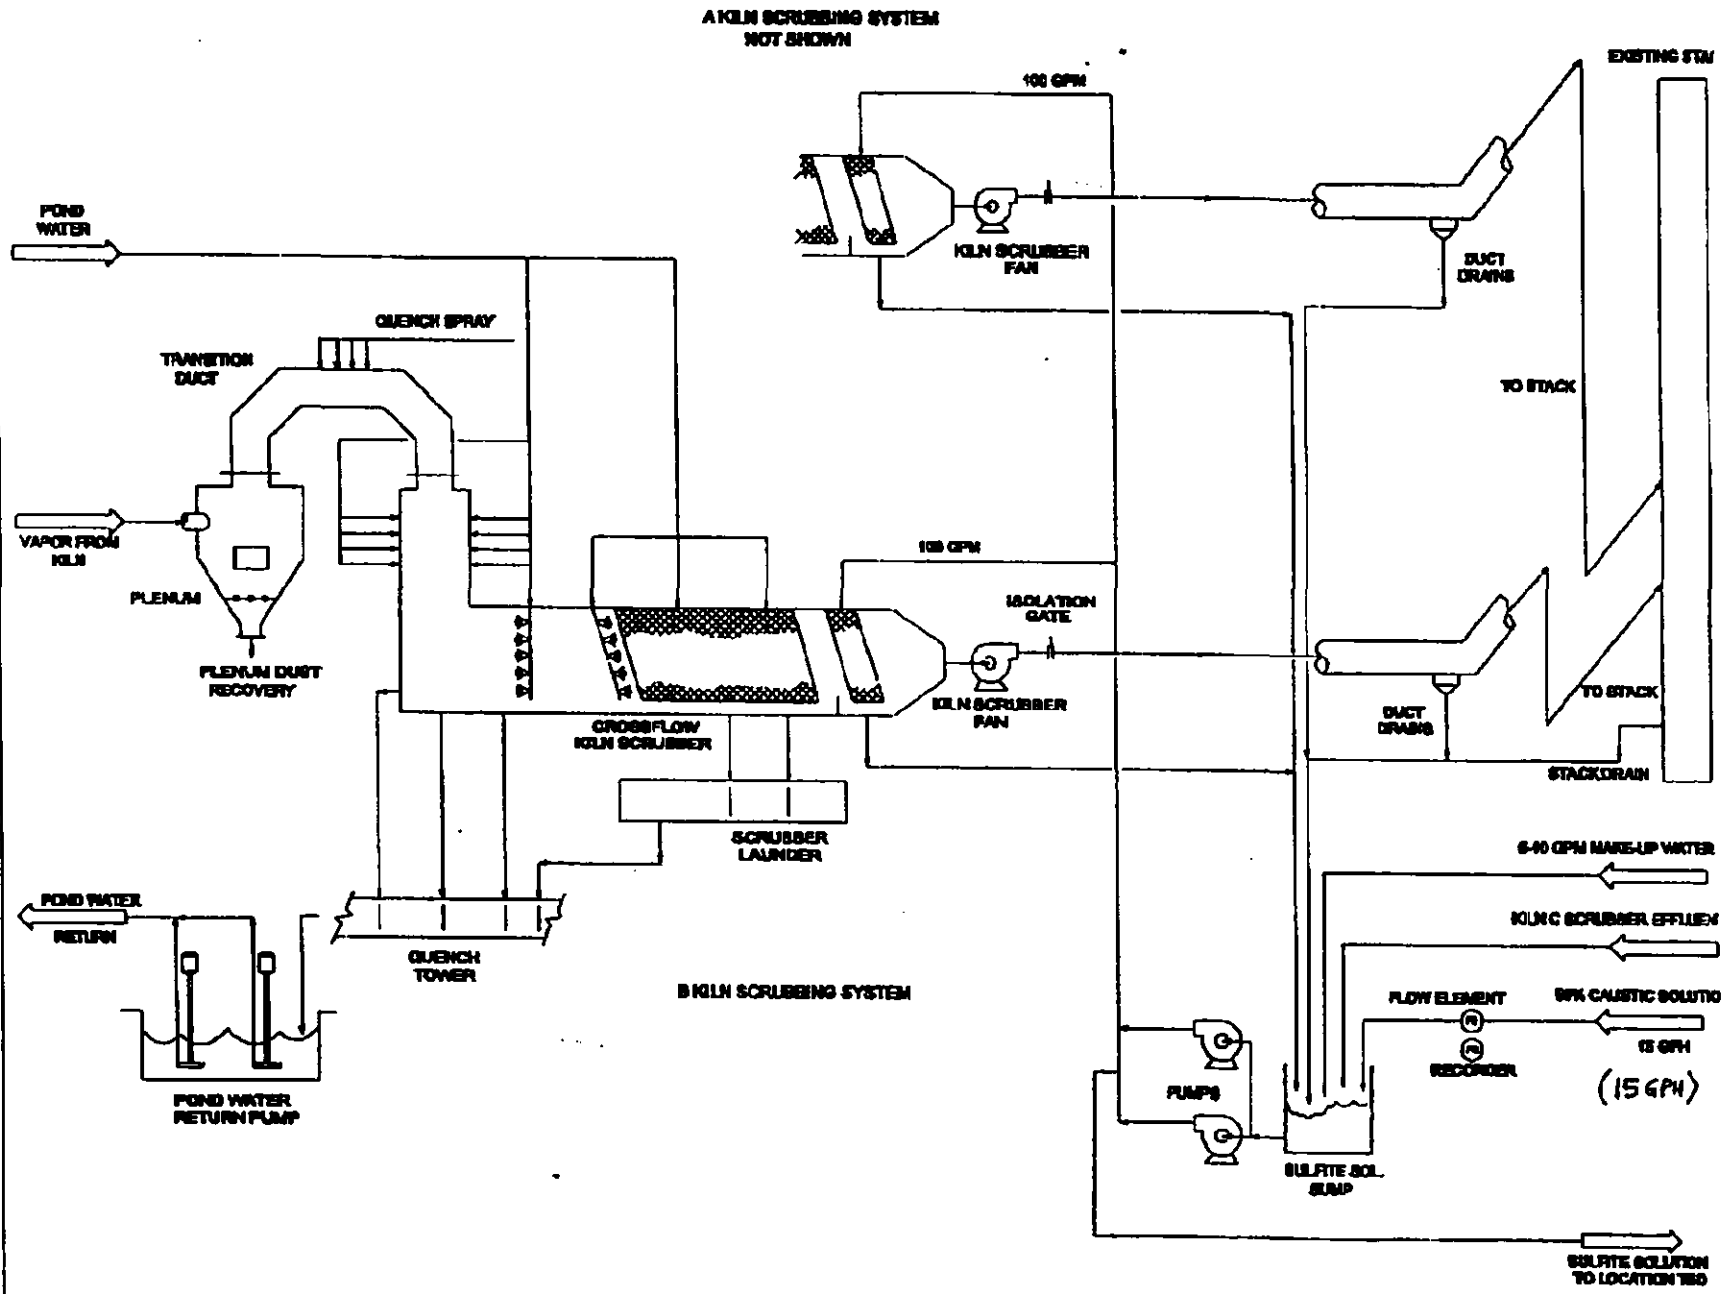 A KILN SCRUBBING SYSTEM
NOT SHOWN
EXISTING STA
100 GPM
POND
WATER
KILN SCRUBBER
FAN
DUCT
DRAINS
QUENCH SPRAY
TRANSITION
DUCT
TO STACK
VAPOR FROM
KILN
100 GPM
PLENUM
ISOLATION
GATE
PLENUM DUST
RECOVERY
TO STACK
KILN SCRUBBER
FAN
DUCT
DRAINS
CROSSFLOW
KILN SCRUBBER
STACK DRAIN
SCRUBBER
LAUNDER
GPM MAKE-UP WATER
POND WATER
RETURN
KILN C SCRUBBER EFFLUEN
QUENCH
TOWER
B KILN SCRUBBING SYSTEM
FLOW ELEMENT
CAUSTIC SOLUTIO
GPH
RECORDER
(15 GPH)
PUMPS
POND WATER
RETURN PUMP
SULFITE SOL.
SUMP
SULFITE SOLUTION
TO LOCATION TBD